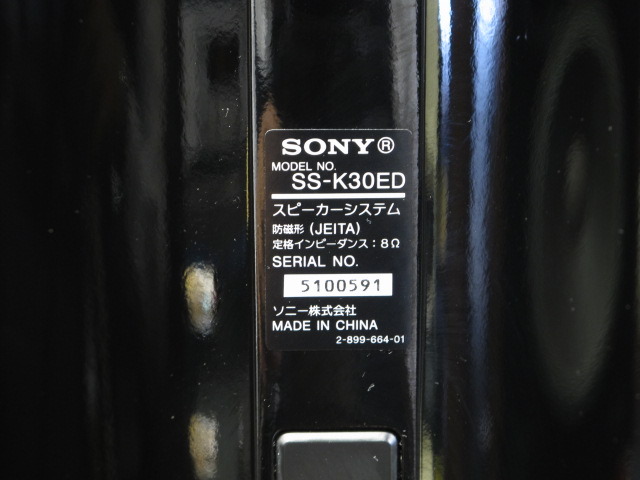 SONY®
MODEL NO.
SS-K30ED
スピーカーシステム
防磁形 (JEITA)
定格インピーダンス：8Ω
SERIAL NO.
5100591
ソニー株式会社
MADE IN CHINA
2-899-664-01